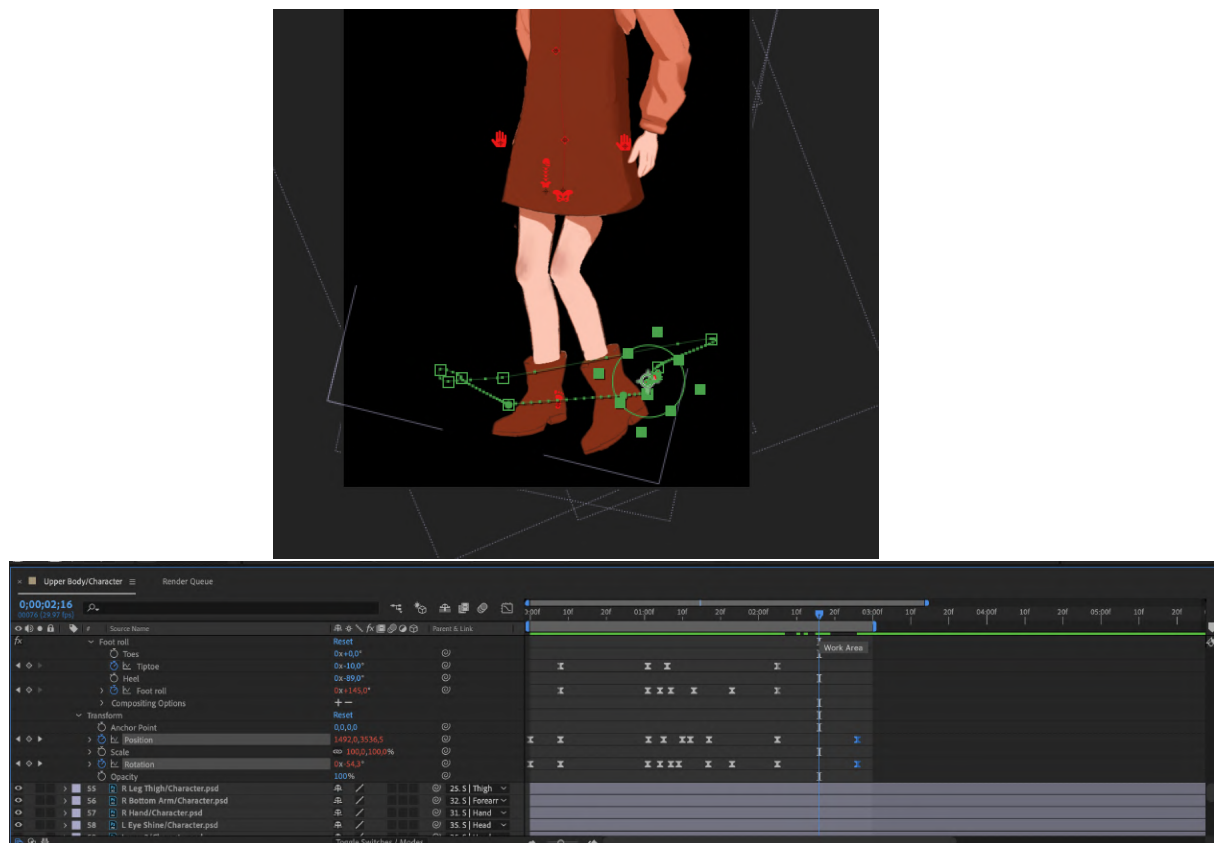 × Upper Body/Character Render Queue
0;00;02;16
00076 (29.97 fps)
:00f 10f 20f 01:00f 10f 20f 02:00f 10f 20f 03:00f 10f 20f 04:00f 10f 20f 05:00f 10f 20f
# Source Name fx Parent & Link
Work Area
fx Foot roll Reset
Toes 0x+0,0°
Tiptoe 0x-10,0°
Heel 0x-89,0°
Foot roll 0x+145,0°
Compositing Options + –
Transform Reset
Anchor Point 0,0,0,0
Position 1492,0,3536,5
Scale 100,0,100,0%
Rotation 0x-54,3°
Opacity 100%
55 R Leg Thigh/Character.psd 25. S | Thigh
56 R Bottom Arm/Character.psd 32. S | Forearr
57 R Hand/Character.psd 31. S | Hand
58 L Eye Shine/Character.psd 35. S | Head
Toggle Switches / Modes